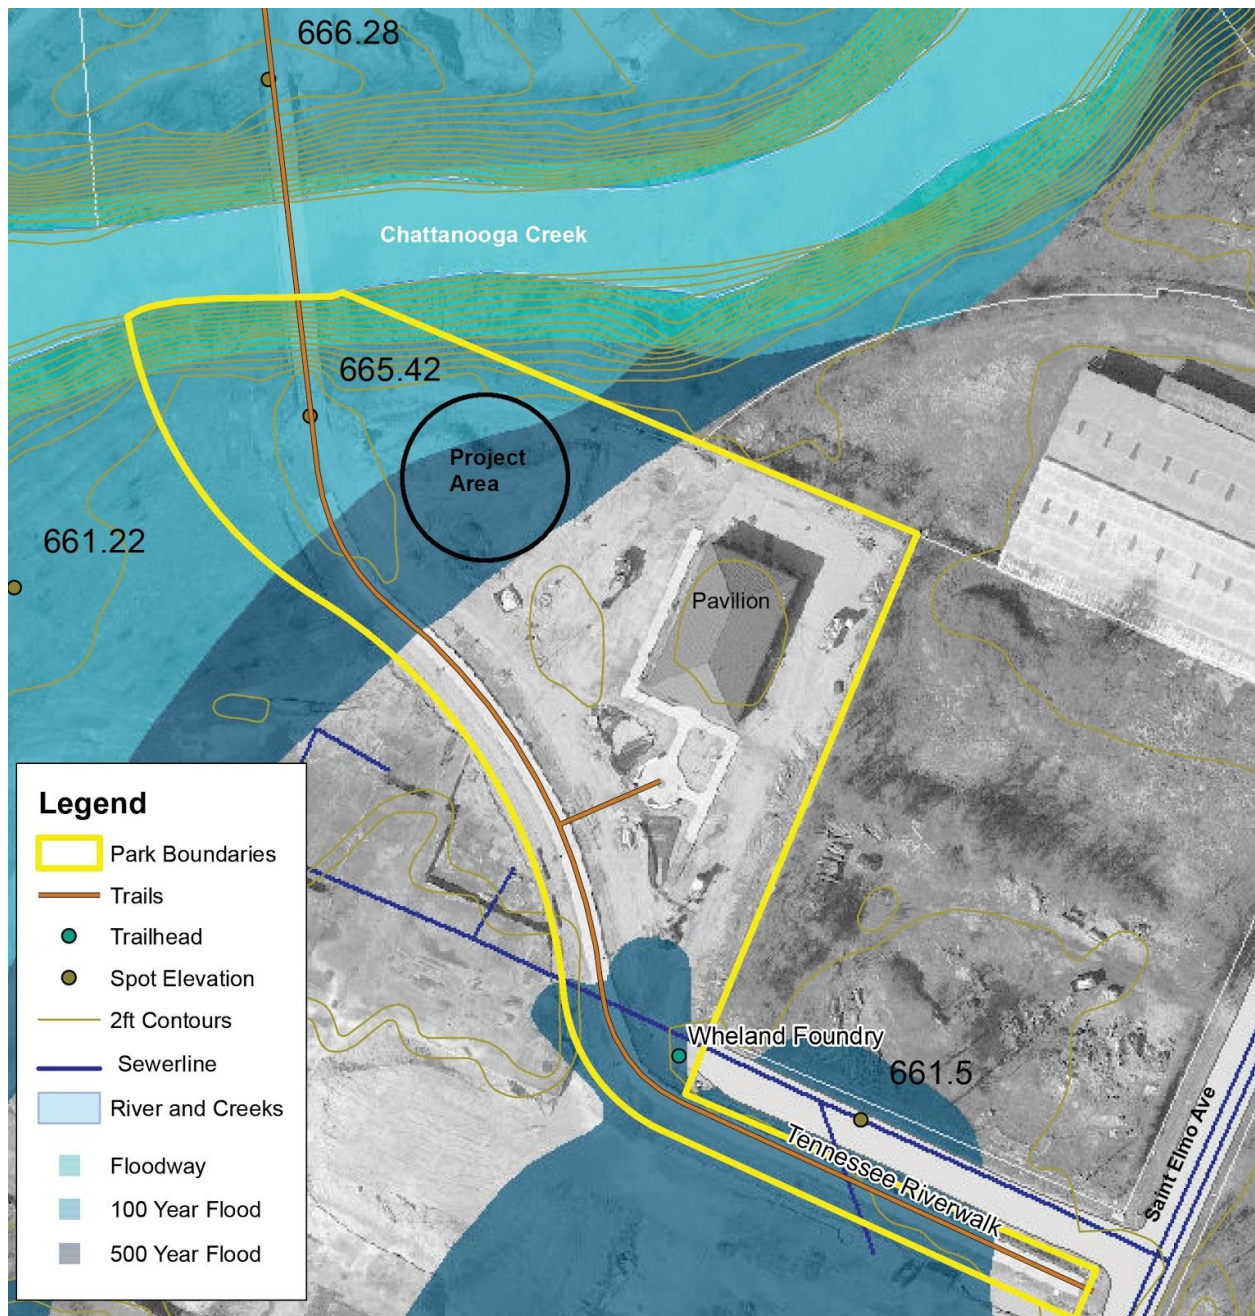 666.28
Chattanooga Creek
665.42
Project
Area
661.22
Pavilion
Legend
Park Boundaries
Trails
Trailhead
Spot Elevation
2ft Contours
Sewerline
River and Creeks
Floodway
100 Year Flood
500 Year Flood
Wheland Foundry
661.5
Tennessee Riverwalk
Saint Elmo Ave